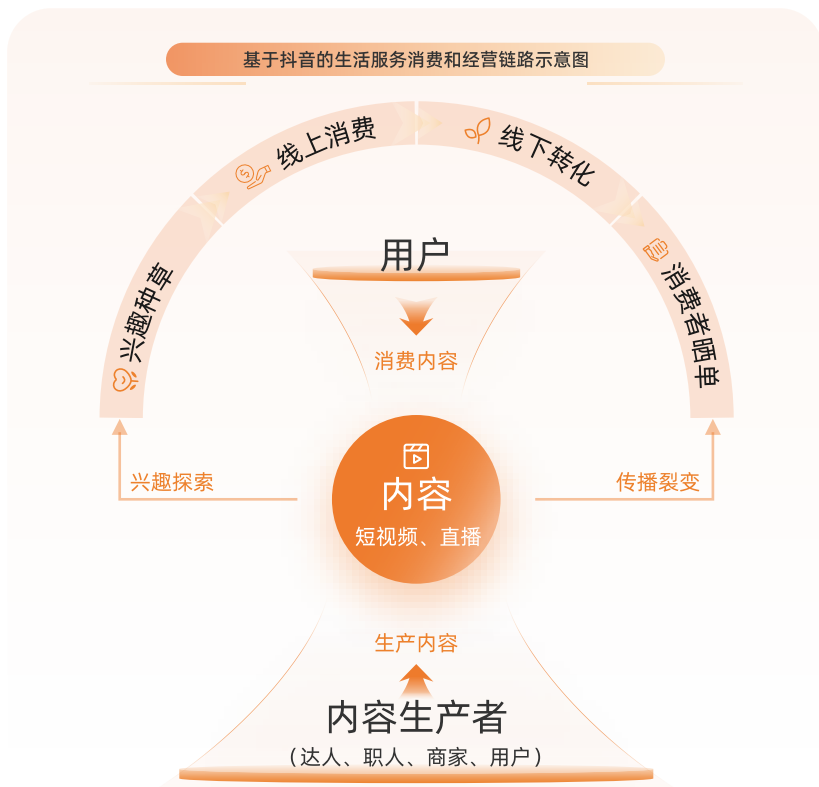 基于抖音的生活服务消费和经营链路示意图
兴趣种草
线上消费
线下转化
消费者晒单
用户
消费内容
兴趣探索
传播裂变
内容
短视频、直播
生产内容
内容生产者
（达人、职人、商家、用户）